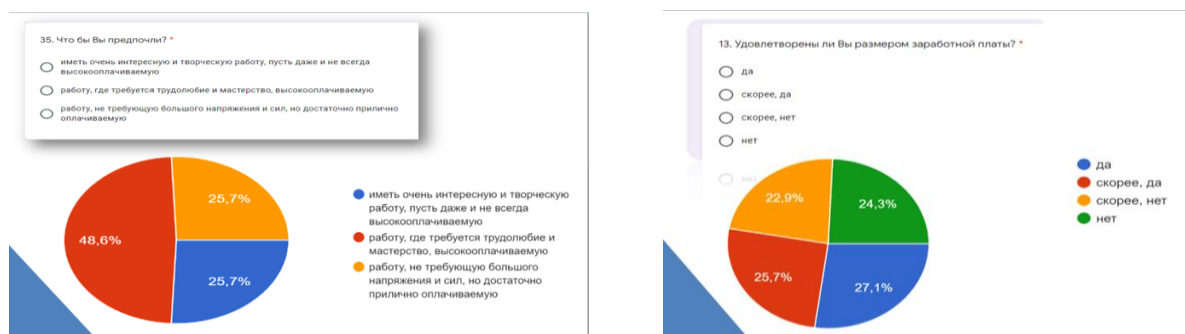 35. Что бы Вы предпочли? *
иметь очень интересную и творческую работу, пусть даже и не всегда
высокооплачиваемую
работу, где требуется трудолюбие и мастерство, высокооплачиваемую
работу, не требующую большого напряжения и сил, но достаточно прилично
оплачиваемую
25,7%
48,6%
25,7%
иметь очень интересную и творческую
работу, пусть даже и не всегда
высокооплачиваемую
работу, где требуется трудолюбие и
мастерство, высокооплачиваемую
работу, не требующую большого
напряжения и сил, но достаточно
прилично оплачиваемую
13. Удовлетворены ли Вы размером заработной платы? *
да
скорее, да
скорее, нет
нет
нет
22,9%
24,3%
25,7%
27,1%
да
скорее, да
скорее, нет
нет